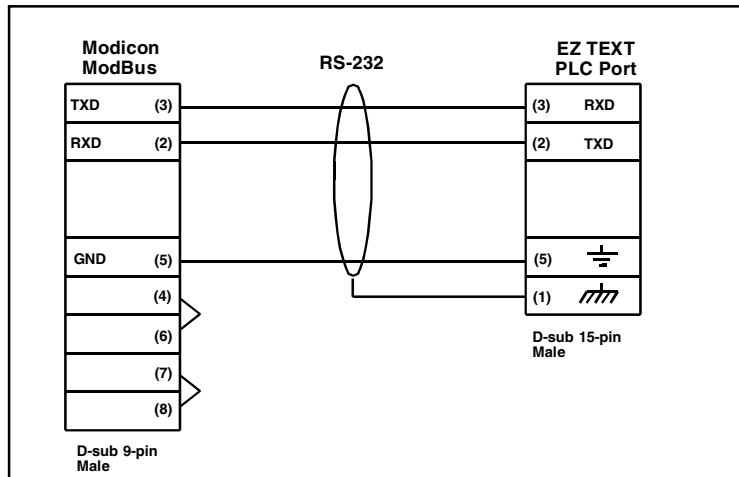 Modicon
ModBus
RS-232
EZ TEXT
PLC Port
TXD (3)
(3) RXD
RXD (2)
(2) TXD
GND (5)
(5)
(4)
(1)
(6)
(7)
(8)
D-sub 15-pin
Male
D-sub 9-pin
Male